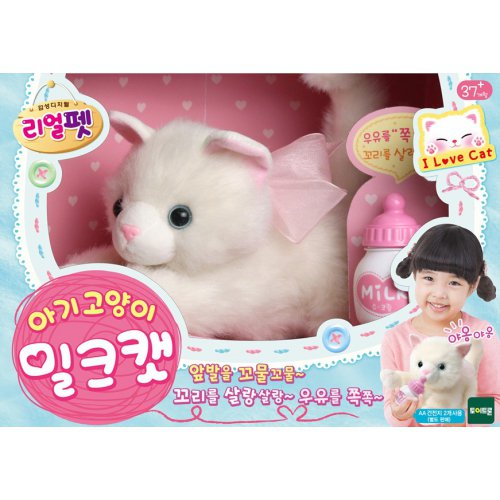 감성디지털
리얼펫
37+
개월
우유를 "쪽
꼬리를 살랑
I Love Cat
MiLK
아기고양이
밀크캣
야옹야옹
앞발을 꼬물꼬물~
꼬리를 살랑살랑~ 우유를 쪽쪽~
AA 건전지 2개 사용
(별도 판매)
토이트론